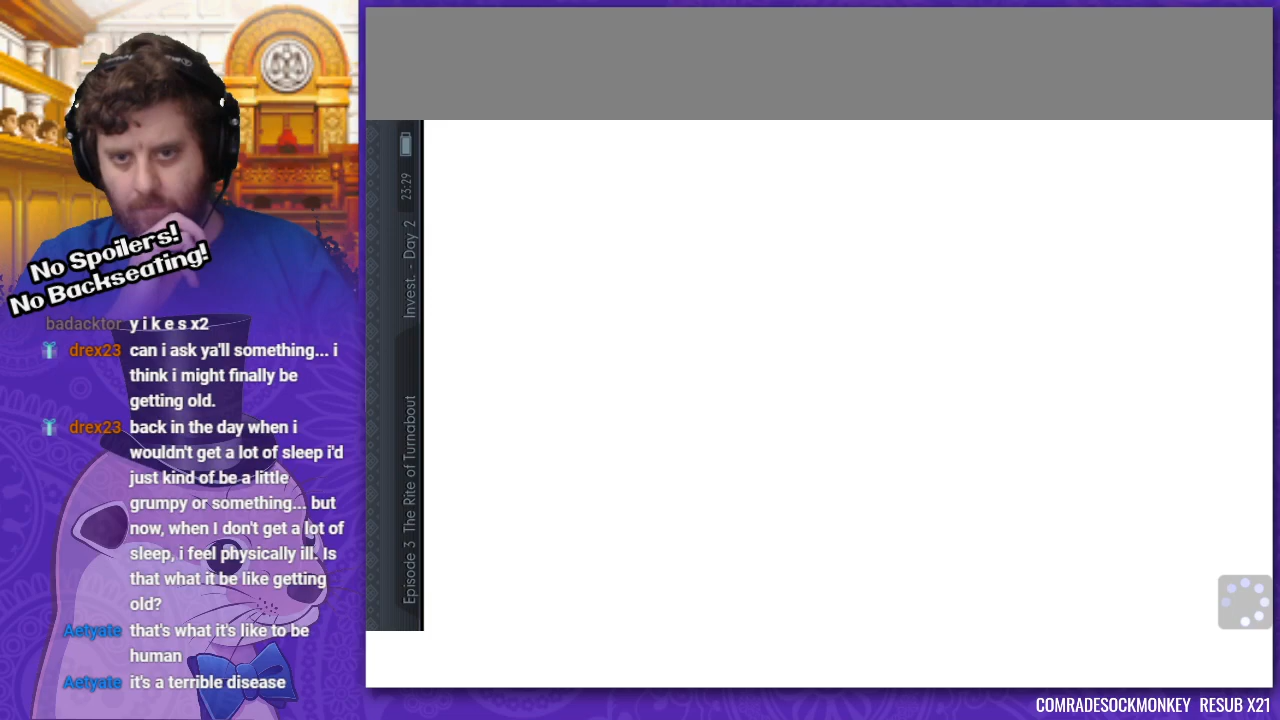 No Spoilers!
No Backseating!
badacktor y i k e s x2
drex23 can i ask ya'll something... i
think i might finally be
getting old.
drex23 back in the day when i
wouldn't get a lot of sleep i'd
just kind of be a little
grumpy or something... but
now, when I don't get a lot of
sleep, i feel physically ill. Is
that what it be like getting
old?
Aetyate that's what it's like to be
human
Aetyate it's a terrible disease
Episode 3 The Rite of Turnabout Invest. - Day 2 23:29
COMRADESOCKMONKEY RESUB X21